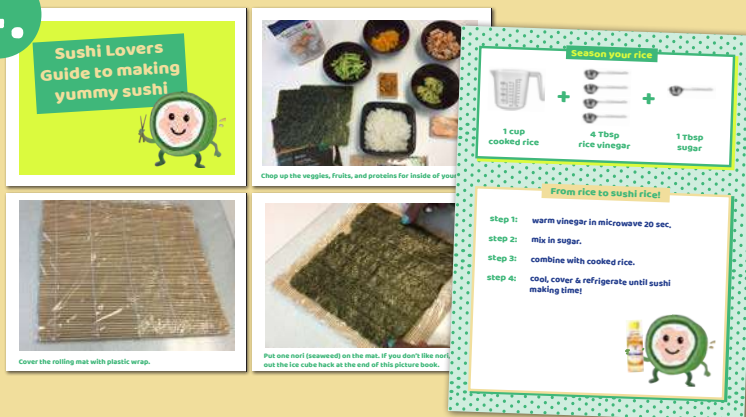 Sushi Lovers
Guide to making
yummy sushi
Chop up the veggies, fruits, and proteins for inside of your
Cover the rolling mat with plastic wrap.
Put one nori (seaweed) on the mat. If you don't like nori
out the ice cube hack at the end of this picture book.
Season your rice
1 cup
cooked rice
+
4 Tbsp
rice vinegar
+
1 Tbsp
sugar
From rice to sushi rice!
step 1: warm vinegar in microwave 20 sec.
step 2: mix in sugar.
step 3: combine with cooked rice.
step 4: cool, cover & refrigerate until sushi
making time!